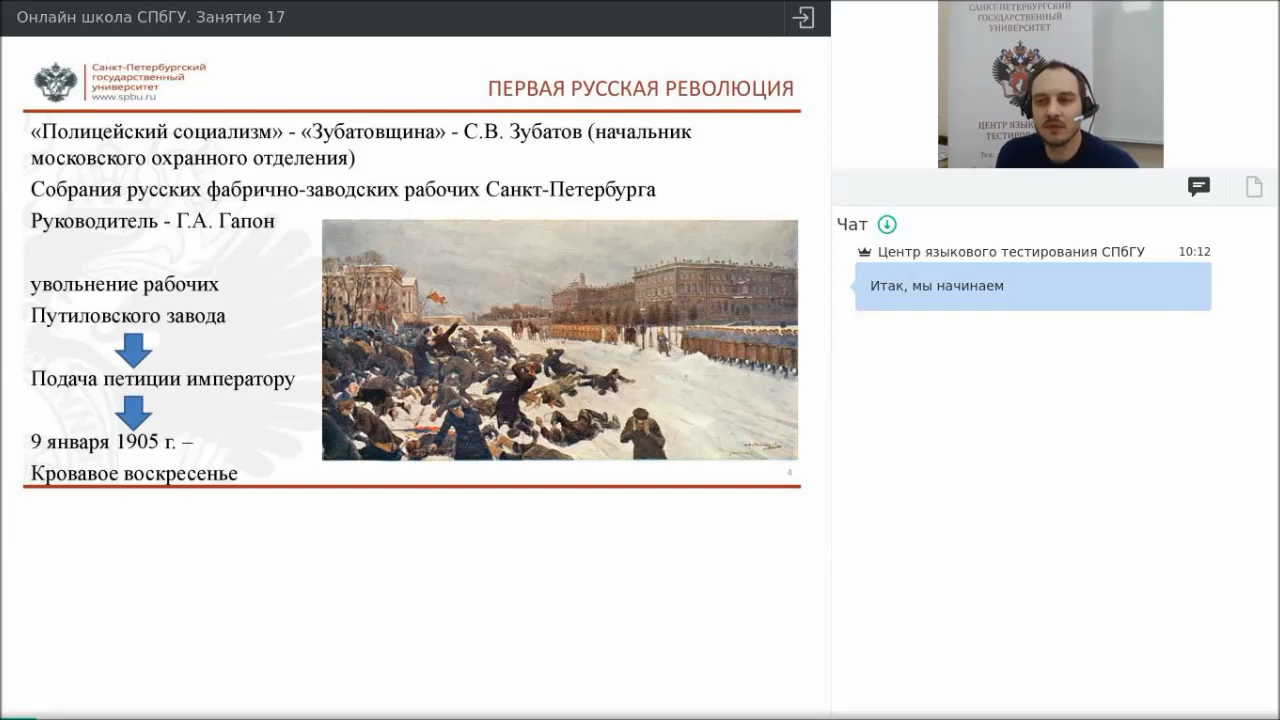 Онлайн школа СПбГУ. Занятие 17
Санкт-Петербургский
государственный
университет
www.spbu.ru
ПЕРВАЯ РУССКАЯ РЕВОЛЮЦИЯ
«Полицейский социализм» - «Зубатовщина» - С.В. Зубатов (начальник
московского охранного отделения)
Собрания русских фабрично-заводских рабочих Санкт-Петербурга
Руководитель - Г.А. Гапон
увольнение рабочих
Путиловского завода
Подача петиции императору
9 января 1905 г. –
Кровавое воскресенье
4
САНКТ-ПЕТЕРБУРГСКИЙ
ГОСУДАРСТВЕННЫЙ
УНИВЕРСИТЕТ
ЦЕНТР
Тел:
Чат
Центр языкового тестирования СПбГУ 10:12
Итак, мы начинаем